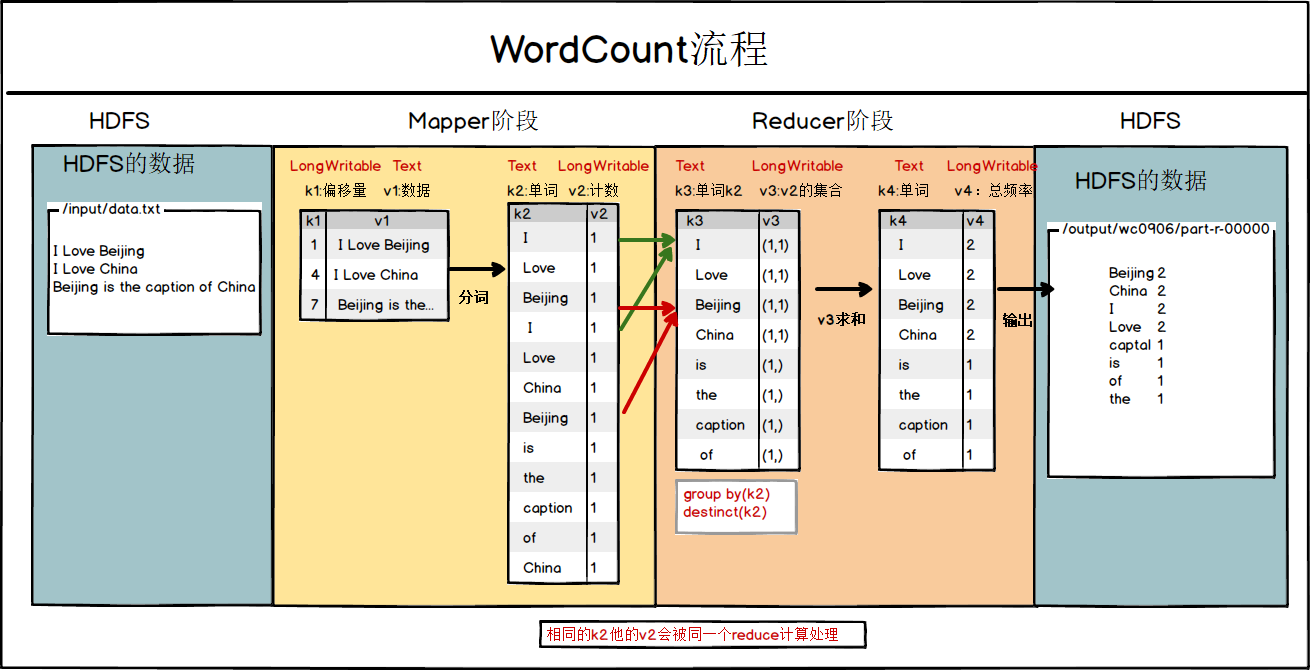 WordCount流程
HDFS
Mapper阶段
Reducer阶段
HDFS
HDFS的数据
/input/data.txt
I Love Beijing
I Love China
Beijing is the caption of China
LongWritable Text
k1:偏移量 v1:数据
k1 v1
1 I Love Beijing
4 I Love China
7 Beijing is the...
分词
Text LongWritable
k2:单词 v2:计数
k2 v2
I 1
Love 1
Beijing 1
I 1
Love 1
China 1
Beijing 1
is 1
the 1
caption 1
of 1
China 1
Text LongWritable
k3:单词k2 v3:v2的集合
k3 v3
I (1,1)
Love (1,1)
Beijing (1,1)
China (1,1)
is (1,)
the (1,)
caption (1,)
of (1,)
group by(k2)
destinct(k2)
v3求和
Text LongWritable
k4:单词 v4：总频率
k4 v4
I 2
Love 2
Beijing 2
China 2
is 1
the 1
caption 1
of 1
输出
HDFS的数据
/output/wc0906/part-r-00000
Beijing 2
China 2
I 2
Love 2
captal 1
is 1
of 1
the 1
相同的k2他的v2会被同一个reduce计算处理